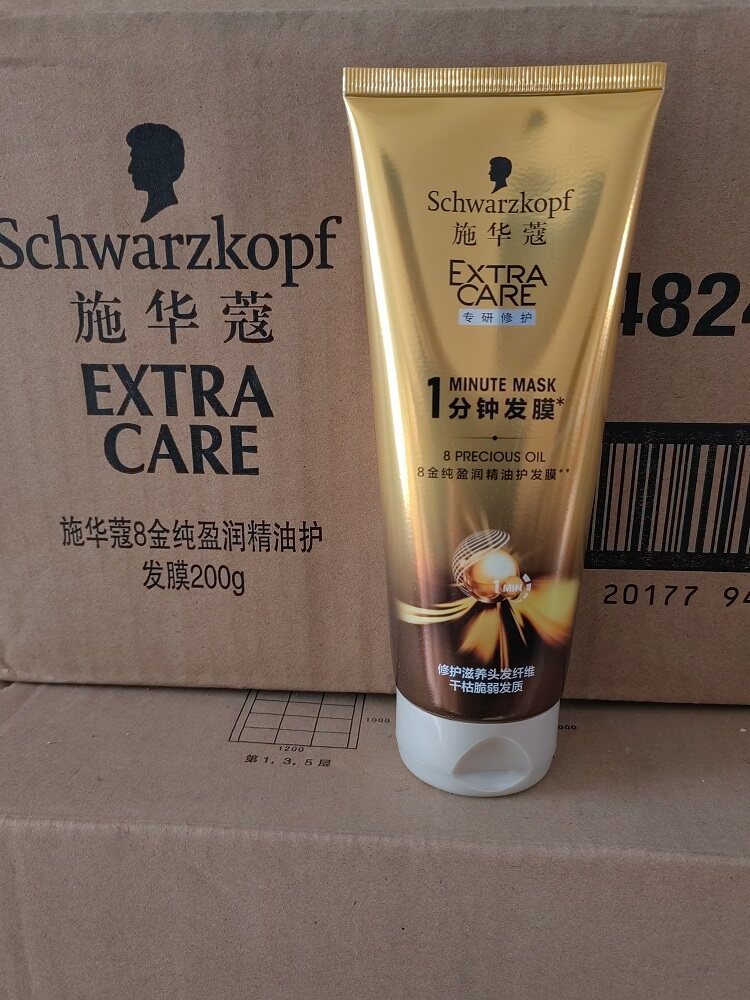 Schwarzkopf
施华蔻
EXTRA
CARE
施华蔻8金纯盈润精油护
发膜200g
Schwarzkopf
施华蔻
EXTRA
CARE
专研修护
1 MINUTE MASK
分钟发膜*
8 PRECIOUS OIL
8金纯盈润精油护发膜**
1 MIN
修护滋养头发纤维
干枯脆弱发质
482
20177 94
1000
1200
第1,3,5层